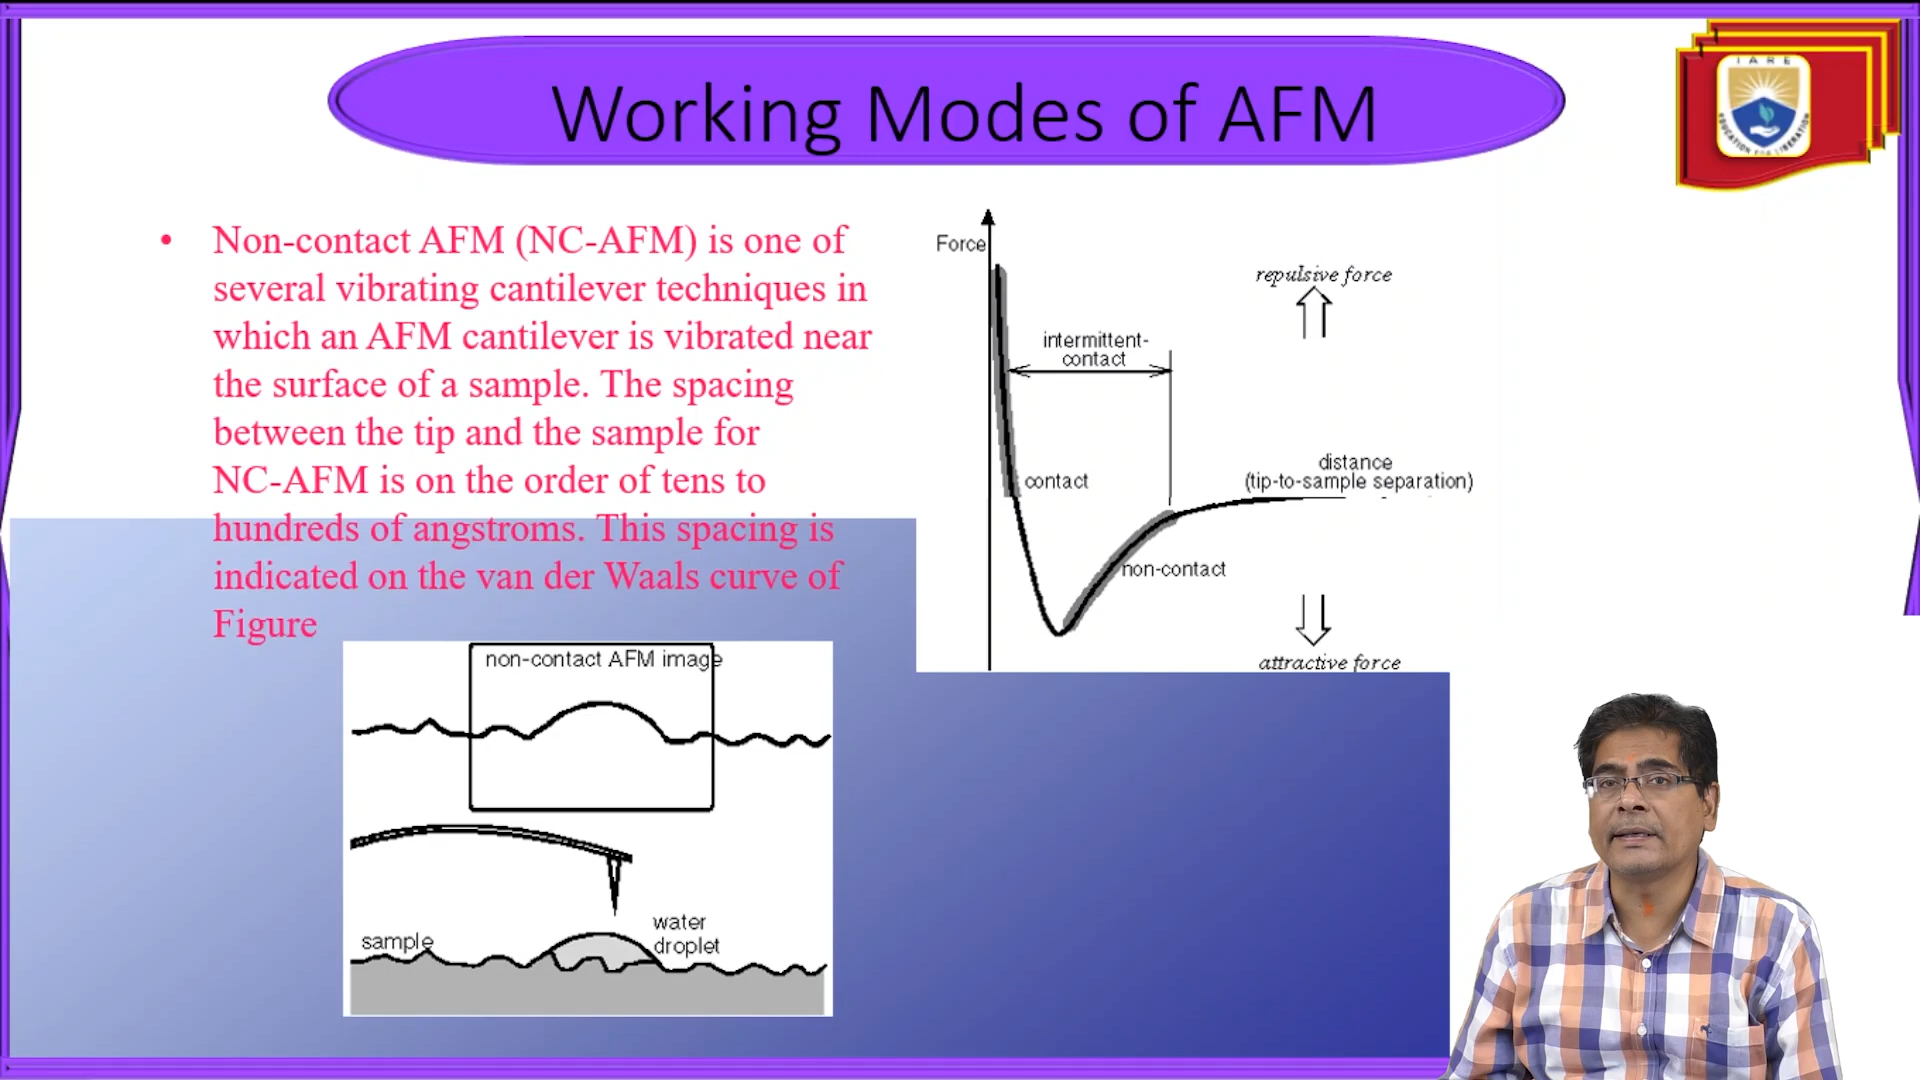 Working Modes of AFM
IARE
EDUCATION FOR LIBERATION
• Non-contact AFM (NC-AFM) is one of
several vibrating cantilever techniques in
which an AFM cantilever is vibrated near
the surface of a sample. The spacing
between the tip and the sample for
NC-AFM is on the order of tens to
hundreds of angstroms. This spacing is
indicated on the van der Waals curve of
Figure
Force
repulsive force
intermittent-
contact
contact
distance
(tip-to-sample separation)
non-contact
attractive force
non-contact AFM image
water
droplet
sample